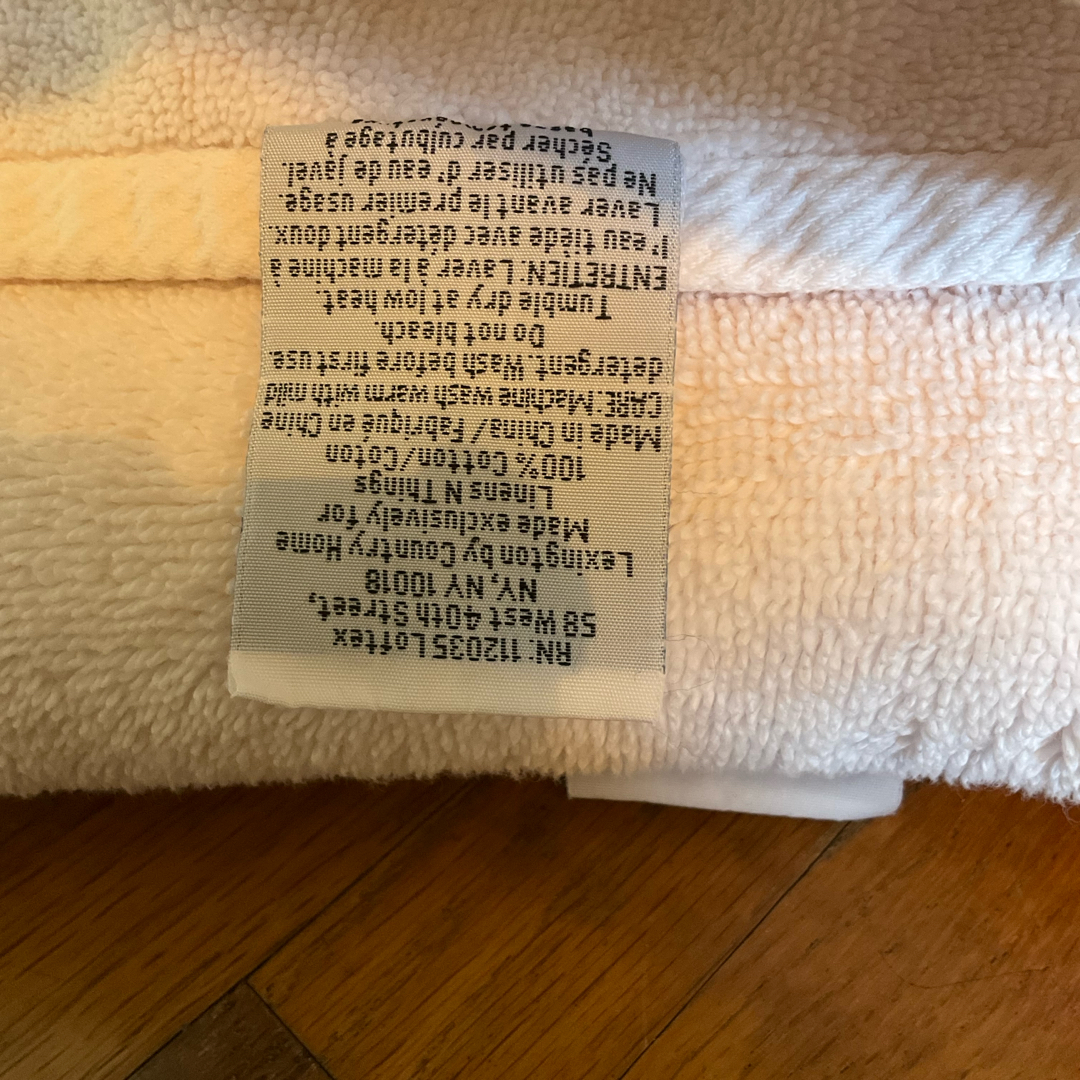 RN: 112035 Loftex
58 West 40th Street,
NY, NY 10018
Lexington by Country Home
Made exclusively for
Linens N Things
100% Cotton/Coton
Made in China/Fabriqué en Chine
CARE: Machine wash warm with mild
detergent. Wash before first use.
Do not bleach.
Tumble dry at low heat
ENTRETIEN: Laver à la machine à
l'eau tiède avec détergent doux.
Laver avant le premier usage.
Ne pas utiliser d'eau de javel.
Sécher par culbutage à